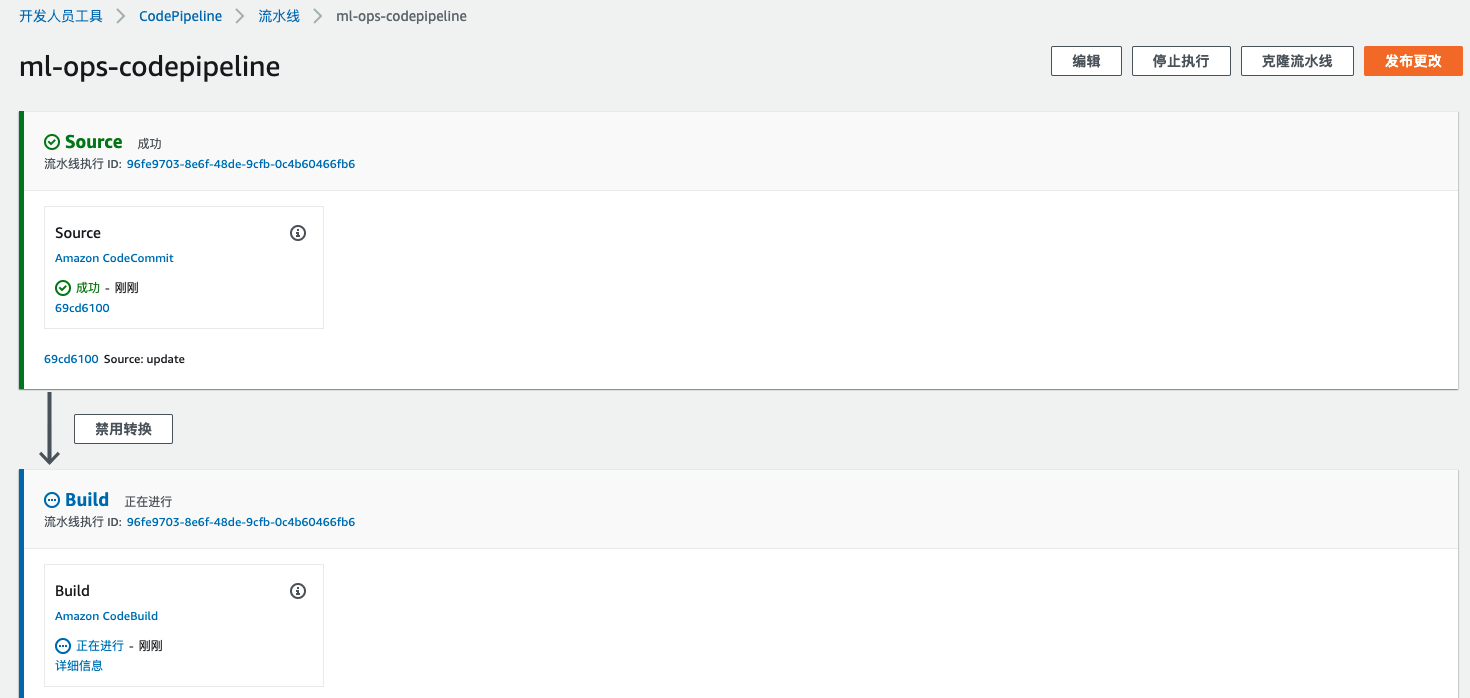 开发人员工具 CodePipeline 流水线 ml-ops-codepipeline
ml-ops-codepipeline
编辑 停止执行 克隆流水线 发布更改
Source 成功
流水线执行 ID: 96fe9703-8e6f-48de-9cfb-0c4b60466fb6
Source
Amazon CodeCommit
成功 - 刚刚
69cd6100
69cd6100 Source: update
禁用转换
Build 正在进行
流水线执行 ID: 96fe9703-8e6f-48de-9cfb-0c4b60466fb6
Build
Amazon CodeBuild
正在进行 - 刚刚
详细信息